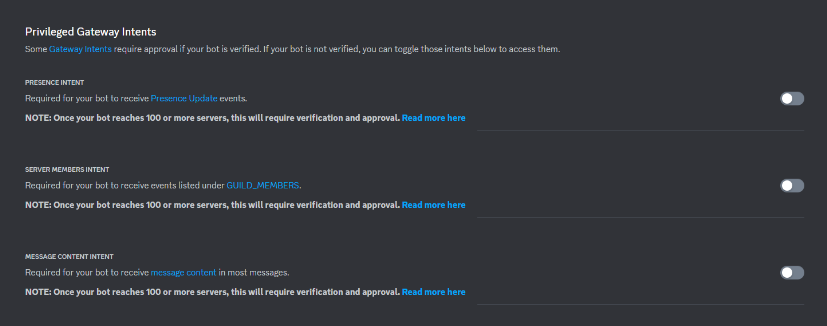 Privileged Gateway Intents
Some Gateway Intents require approval if your bot is verified. If your bot is not verified, you can toggle those intents below to access them.
PRESENCE INTENT
Required for your bot to receive Presence Update events.
NOTE: Once your bot reaches 100 or more servers, this will require verification and approval. Read more here
SERVER MEMBERS INTENT
Required for your bot to receive events listed under GUILD_MEMBERS.
NOTE: Once your bot reaches 100 or more servers, this will require verification and approval. Read more here
MESSAGE CONTENT INTENT
Required for your bot to receive message content in most messages.
NOTE: Once your bot reaches 100 or more servers, this will require verification and approval. Read more here